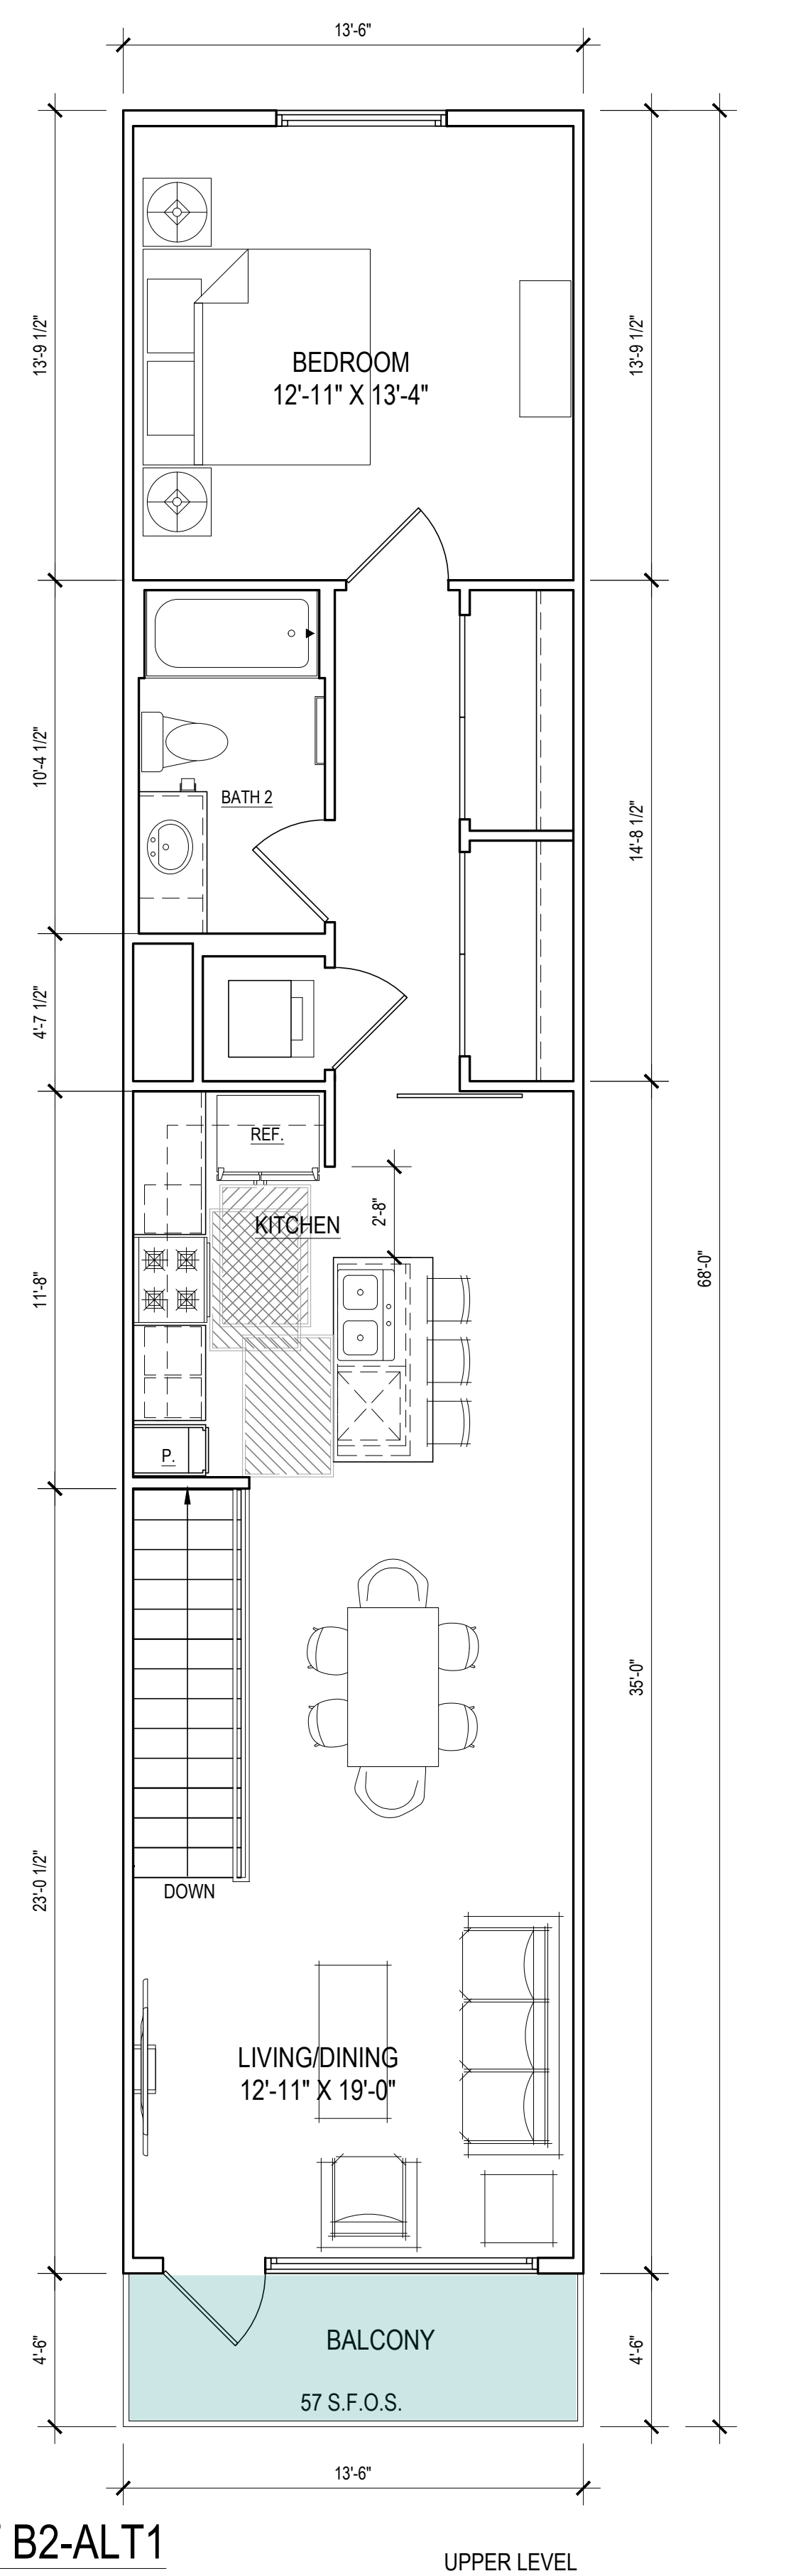 13'-6"
13'-9 1/2"
13'-9 1/2"
BEDROOM
12'-11" X 13'-4"
10'-4 1/2"
BATH 2
14'-8 1/2"
4'-7 1/2"
REF.
KITCHEN
2'-8"
11'-8"
68'-0"
P.
35'-0"
23'-0 1/2"
DOWN
LIVING/DINING
12'-11" X 19'-0"
4'-6"
BALCONY
4'-6"
57 S.F.O.S.
13'-6"
B2-ALT1
UPPER LEVEL